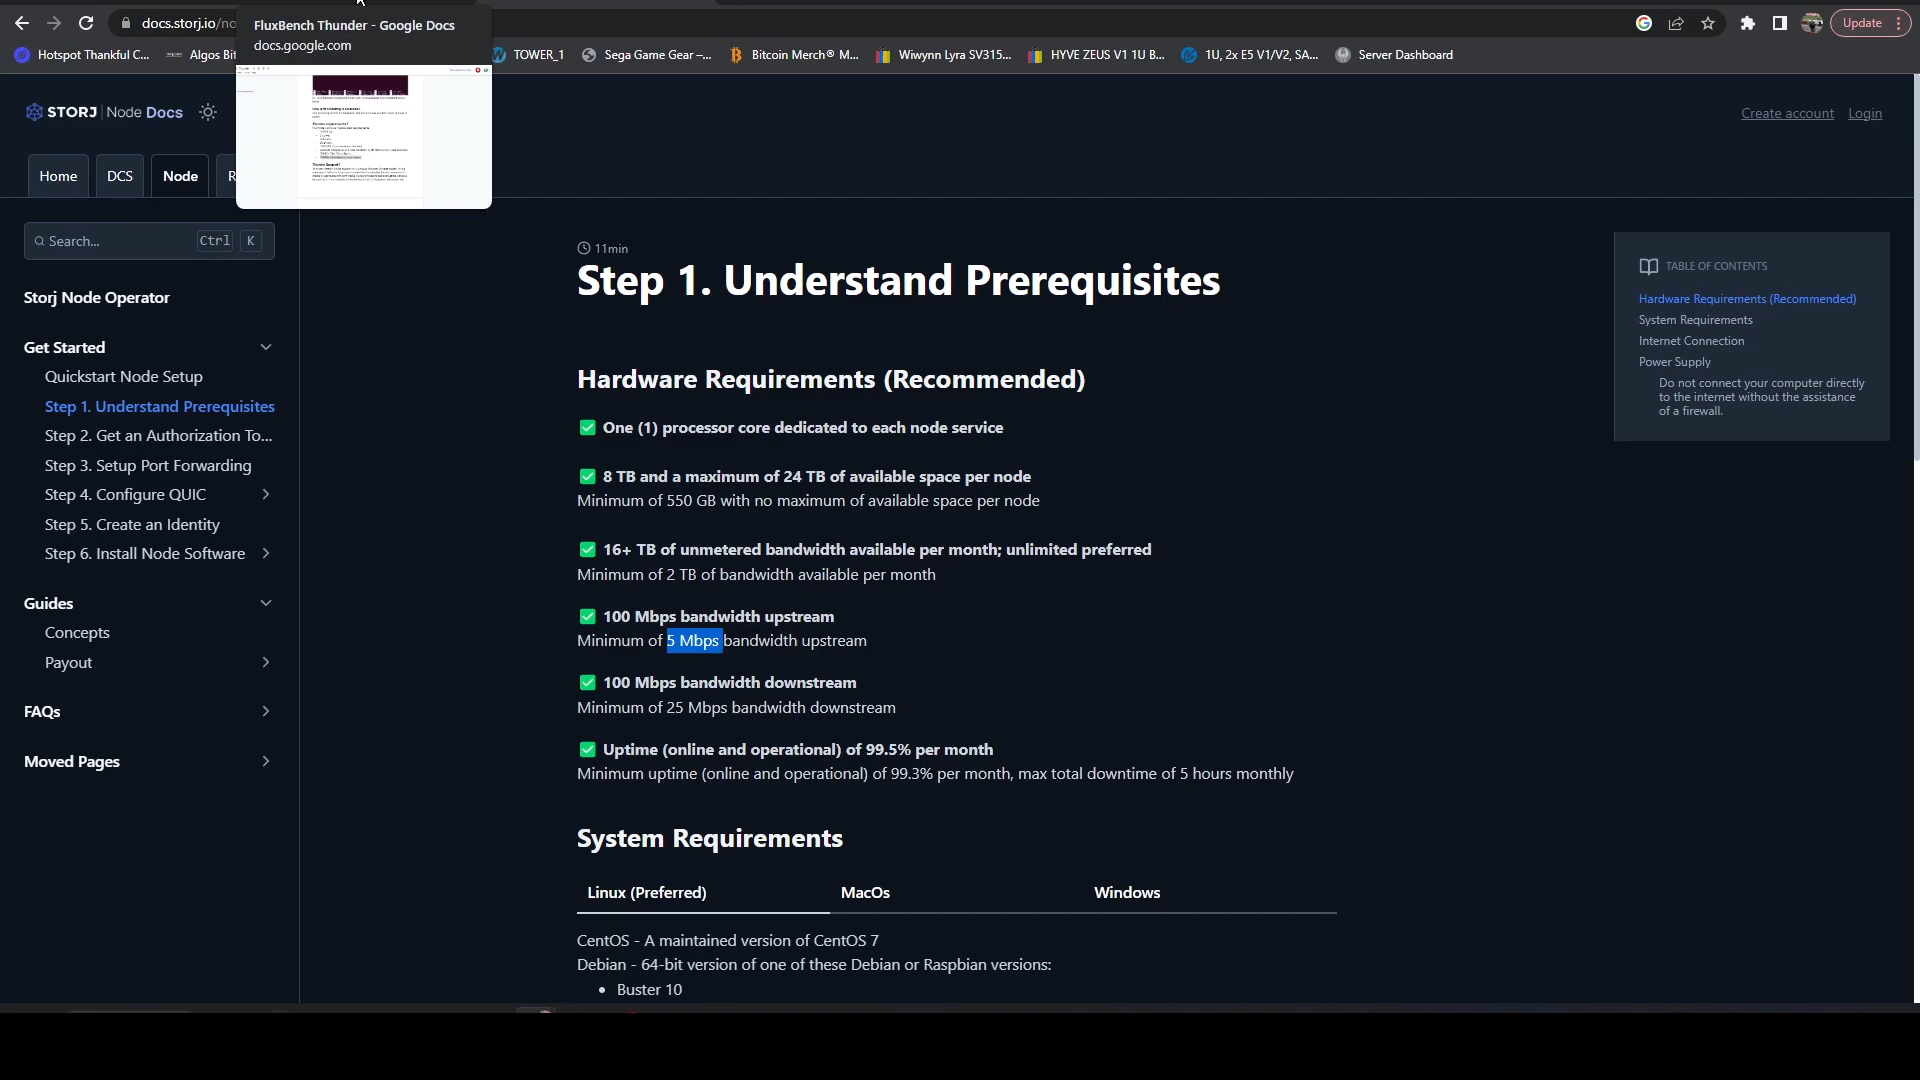 docs.storj.io/no
FluxBench Thunder - Google Docs
docs.google.com
Update
Hotspot Thankful C...
Algos Bit
TOWER_1
Sega Game Gear –...
Bitcoin Merch® M...
Wiwynn Lyra SV315...
HYVE ZEUS V1 1U B...
1U, 2x E5 V1/V2, SA...
Server Dashboard
STORJ | Node Docs
Create account
Login
Home
DCS
Node
R
Search...
Ctrl
K
Storj Node Operator
Get Started
Quickstart Node Setup
Step 1. Understand Prerequisites
Step 2. Get an Authorization To...
Step 3. Setup Port Forwarding
Step 4. Configure QUIC
Step 5. Create an Identity
Step 6. Install Node Software
Guides
Concepts
Payout
FAQs
Moved Pages
11min
Step 1. Understand Prerequisites
Hardware Requirements (Recommended)
One (1) processor core dedicated to each node service
8 TB and a maximum of 24 TB of available space per node
Minimum of 550 GB with no maximum of available space per node
16+ TB of unmetered bandwidth available per month; unlimited preferred
Minimum of 2 TB of bandwidth available per month
100 Mbps bandwidth upstream
Minimum of 5 Mbps bandwidth upstream
100 Mbps bandwidth downstream
Minimum of 25 Mbps bandwidth downstream
Uptime (online and operational) of 99.5% per month
Minimum uptime (online and operational) of 99.3% per month, max total downtime of 5 hours monthly
System Requirements
Linux (Preferred)
MacOs
Windows
CentOS - A maintained version of CentOS 7
Debian - 64-bit version of one of these Debian or Raspbian versions:
• Buster 10
TABLE OF CONTENTS
Hardware Requirements (Recommended)
System Requirements
Internet Connection
Power Supply
Do not connect your computer directly
to the internet without the assistance
of a firewall.